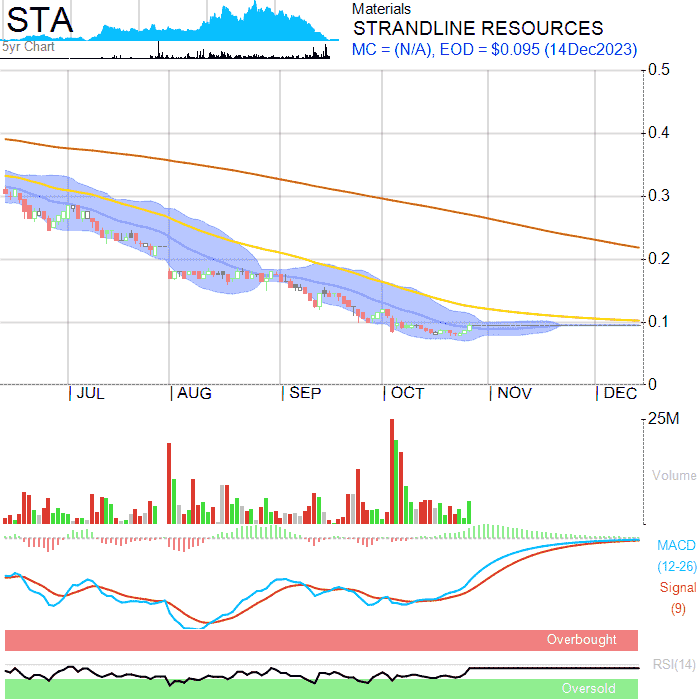 STA
5yr Chart
Materials
STRANDLINE RESOURCES
MC = (N/A), EOD = $0.095 (14Dec2023)
0.5
0.4
0.3
0.2
0.1
0
JUL AUG SEP OCT NOV DEC
25M
Volume
MACD
(12-26)
Signal
(9)
Overbought
RSI(14)
Oversold